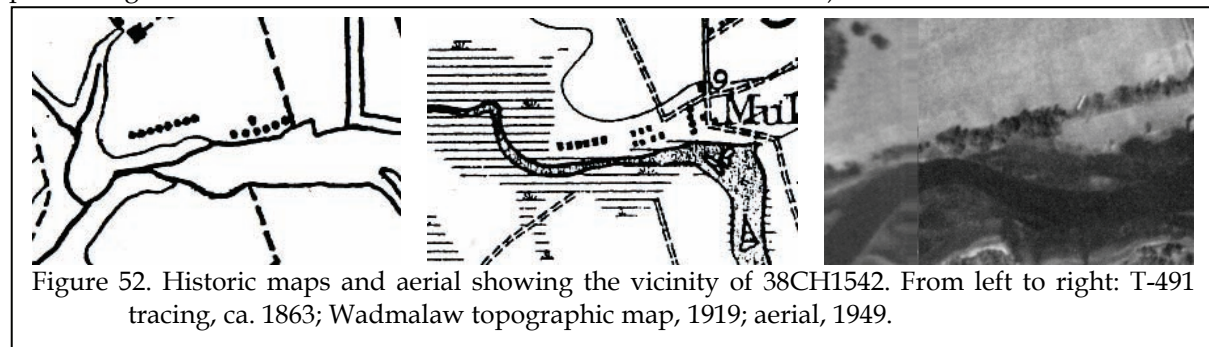 9
Mul
Figure 52. Historic maps and aerial showing the vicinity of 38CH1542. From left to right: T-491
tracing, ca. 1863; Wadmalaw topographic map, 1919; aerial, 1949.